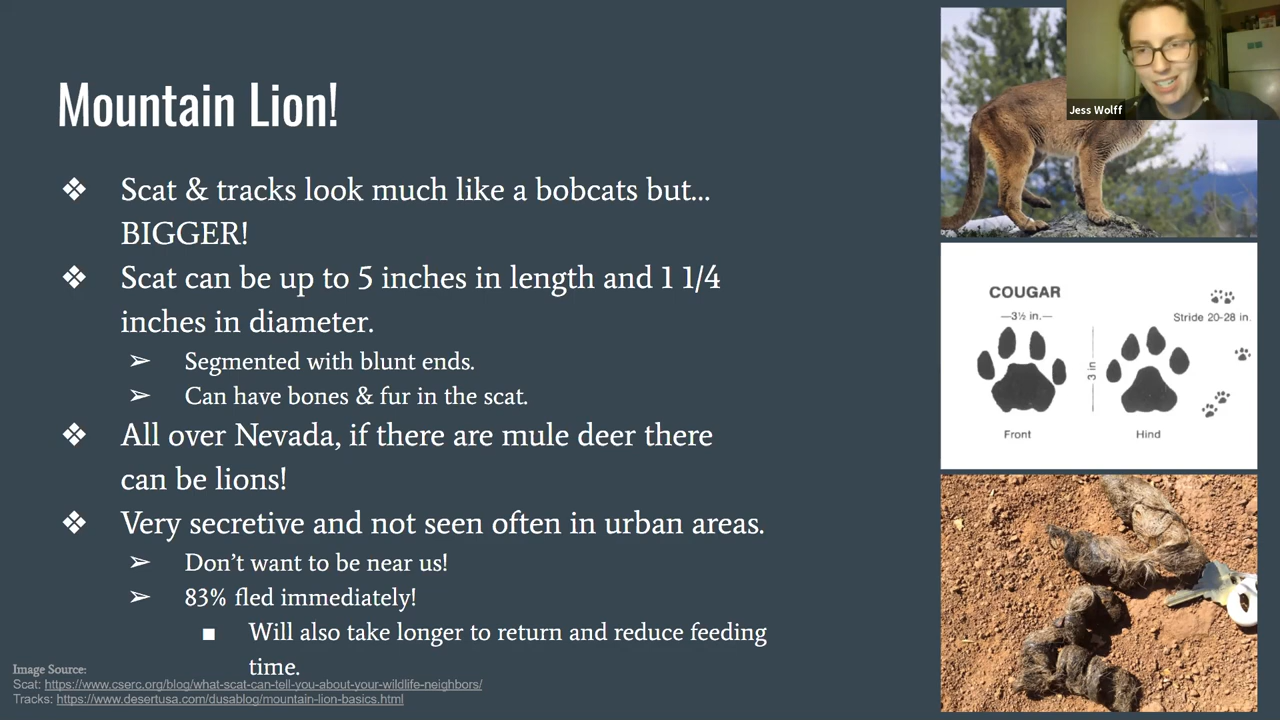 Jess Wolff
Mountain Lion!
❖ Scat & tracks look much like a bobcats but...
BIGGER!
❖ Scat can be up to 5 inches in length and 1 1/4
inches in diameter.
➢ Segmented with blunt ends.
➢ Can have bones & fur in the scat.
❖ All over Nevada, if there are mule deer there
can be lions!
❖ Very secretive and not seen often in urban areas.
➢ Don't want to be near us!
➢ 83% fled immediately!
■ Will also take longer to return and reduce feeding
time.
Image Source:
Scat: https://www.cserc.org/blog/what-scat-can-tell-you-about-your-wildlife-neighbors/
Tracks: https://www.desertusa.com/dusablog/mountain-lion-basics.html
COUGAR
—3½ in.—
Stride 20-28 in.
3 in
Front
Hind